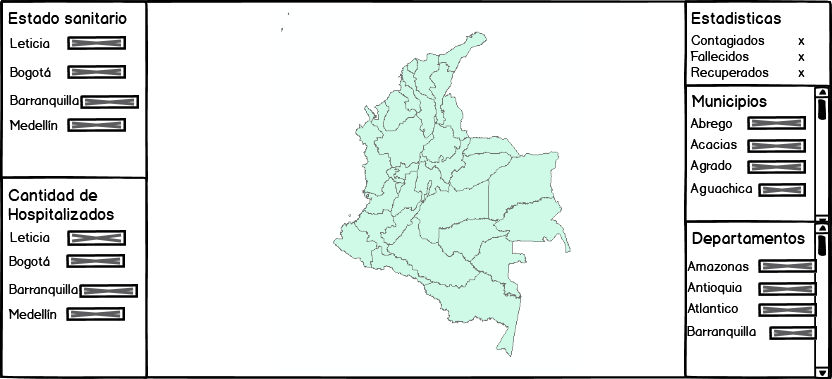 Estado sanitario
Leticia
Bogotá
Barranquilla
Medellín
Cantidad de
Hospitalizados
Leticia
Bogotá
Barranquilla
Medellín
Estadisticas
Contagiados x
Fallecidos x
Recuperados x
Municipios
Abrego
Acacias
Agrado
Aguachica
Departamentos
Amazonas
Antioquia
Atlantico
Barranquilla